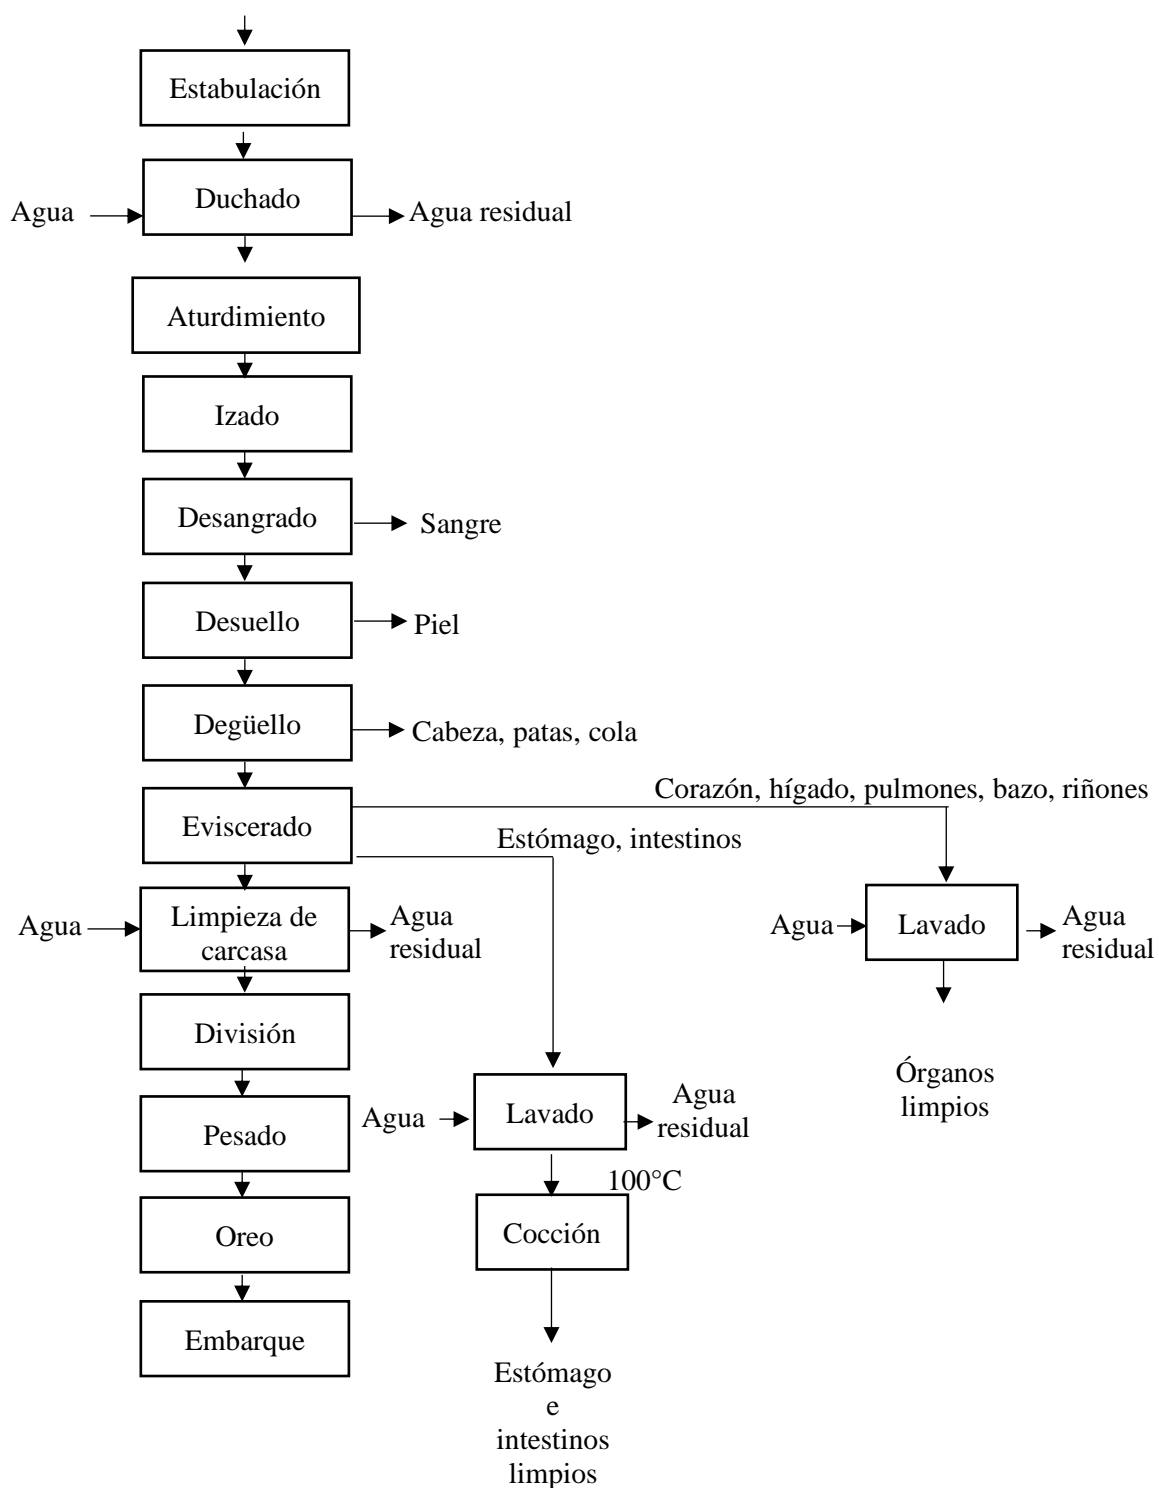 Estabulación
Agua
Duchado
Agua residual
Aturdimiento
Izado
Desangrado
Sangre
Desuello
Piel
Degüello
Cabeza, patas, cola
Corazón, hígado, pulmones, bazo, riñones
Eviscerado
Estómago, intestinos
Agua
Limpieza de
carcasa
Agua
residual
Agua
Lavado
Agua
residual
División
Órganos
limpios
Pesado
Agua
Lavado
Agua
residual
100°C
Oreo
Cocción
Embarque
Estómago
e
intestinos
limpios